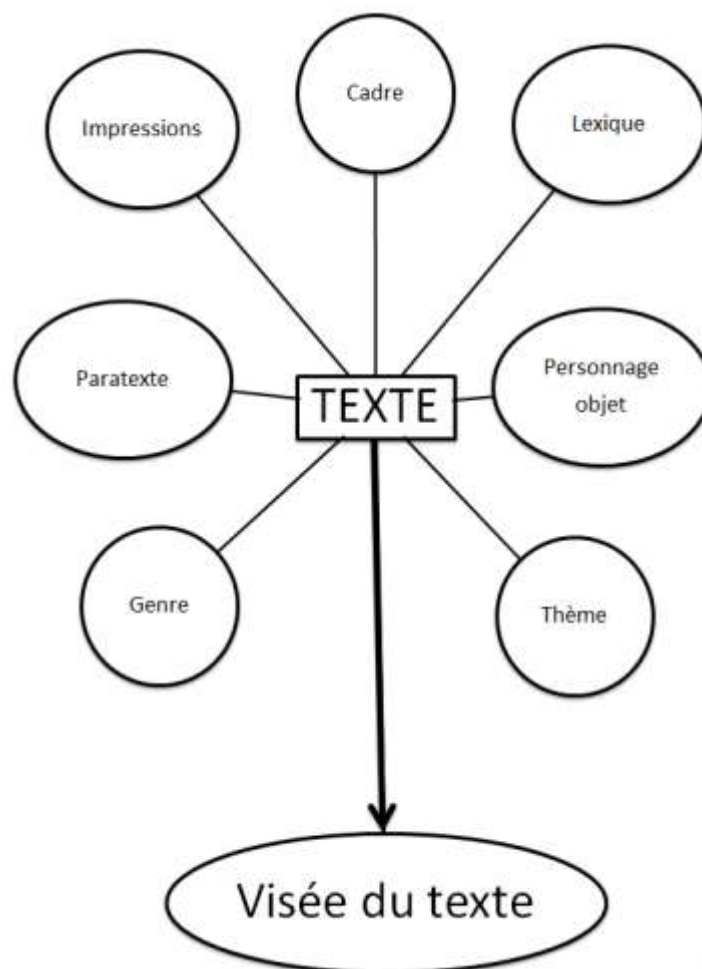 Cadre
Impressions
Lexique
Paratexte
TEXTE
Personnage
objet
Genre
Thème
Visée du texte